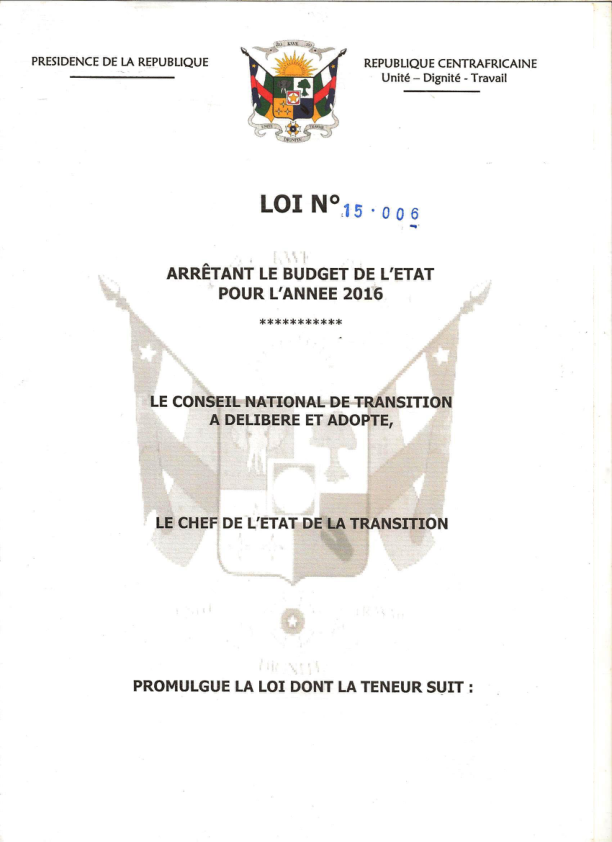 PRESIDENCE DE LA REPUBLIQUE
REPUBLIQUE CENTRAFRICAINE
Unité – Dignité - Travail
LOI N° 15 • 006
ARRÊTANT LE BUDGET DE L'ETAT
POUR L'ANNEE 2016
***********
LE CONSEIL NATIONAL DE TRANSITION
A DELIBERE ET ADOPTE,
LE CHEF DE L'ETAT DE LA TRANSITION
PROMULGUE LA LOI DONT LA TENEUR SUIT :